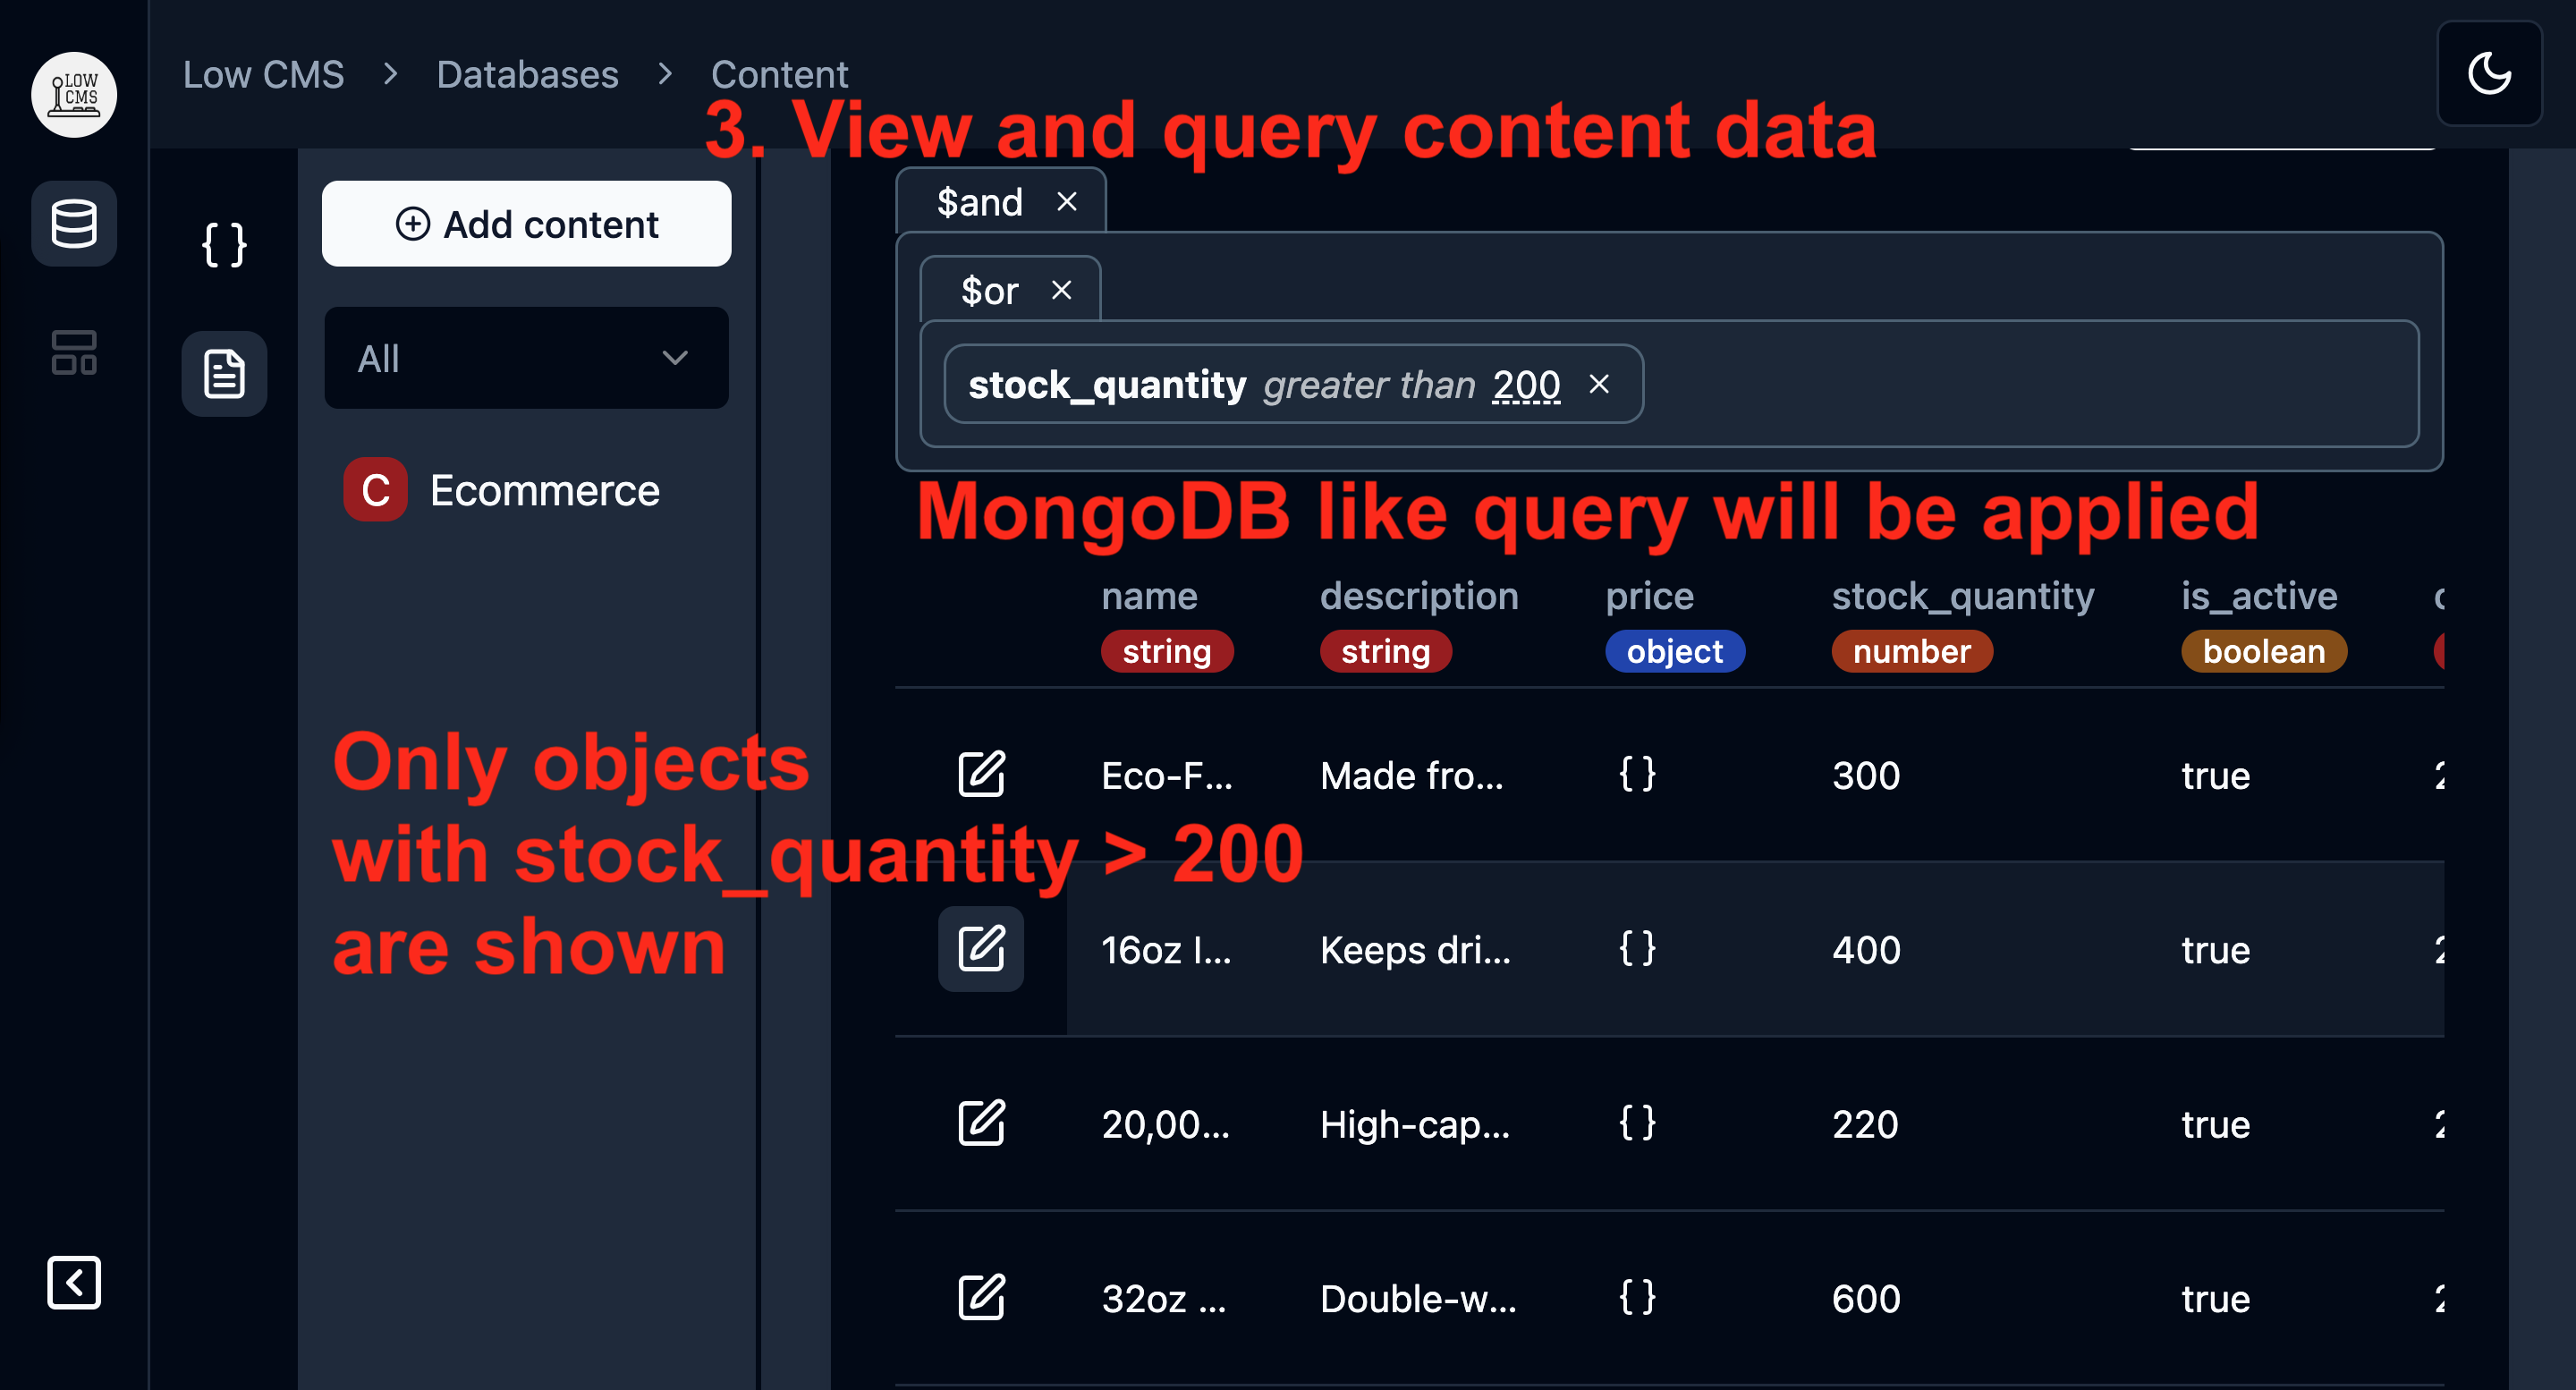 LOW
CMS
Low CMS > Databases > Content
3. View and query content data
{ }
Add content
All
C Ecommerce
$and ×
$or ×
stock_quantity greater than 200 ×
MongoDB like query will be applied
name description price stock_quantity is_active
string string object number boolean
Eco-F... Made fro... {} 300 true
Only objects
with stock_quantity > 200
are shown
16oz I... Keeps dri... {} 400 true
20,00... High-cap... {} 220 true
32oz ... Double-w... {} 600 true